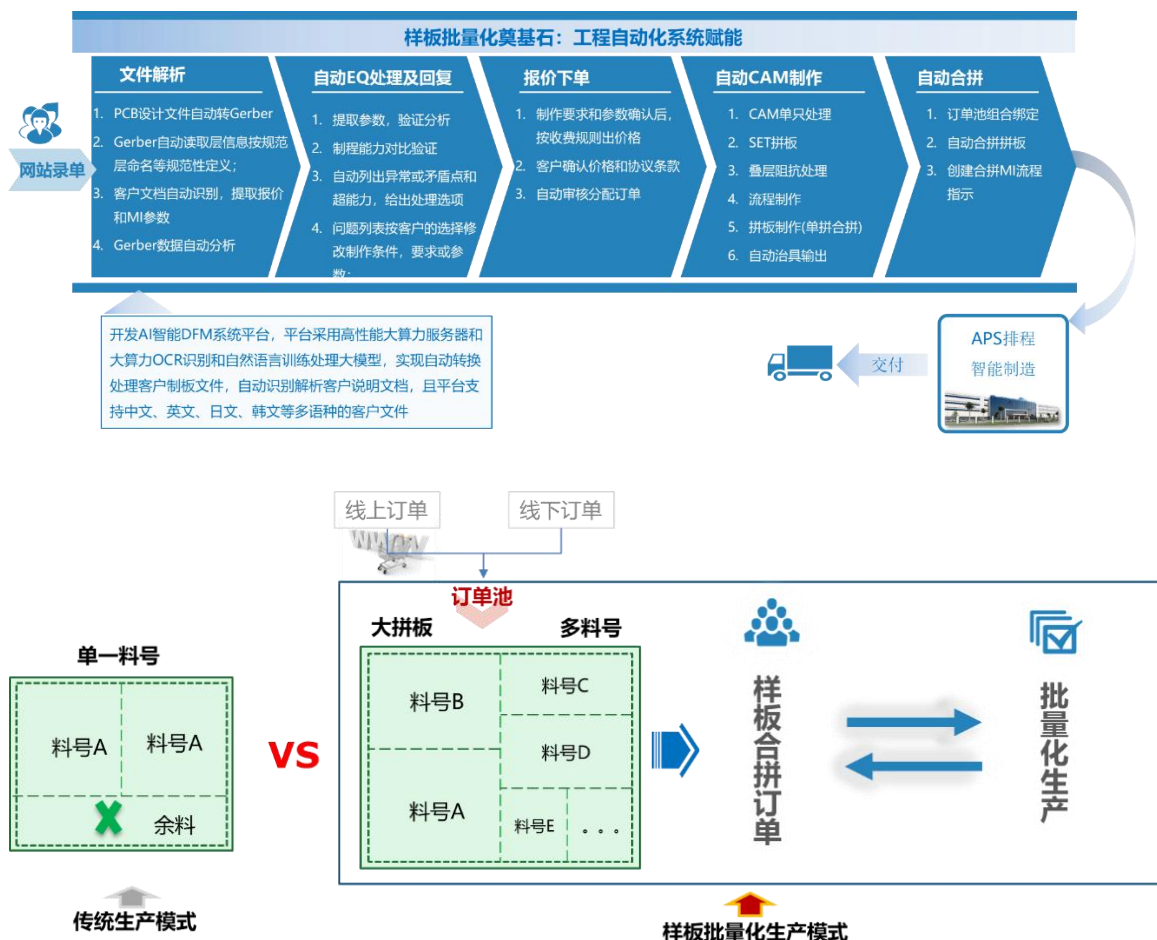 样板批量化奠基石：工程自动化系统赋能
网站录单
文件解析
1. PCB设计文件自动转Gerber
2. Gerber自动读取层信息按规范
层命名等规范性定义；
3. 客户文档自动识别，提取报价
和MI参数
4. Gerber数据自动分析
自动EQ处理及回复
1. 提取参数，验证分析
2. 制程能力对比验证
3. 自动列出异常或矛盾点和
超能力，给出处理选项
4. 问题列表按客户的选择修
改制作条件，要求或参
数；
报价下单
1. 制作要求和参数确认后，
按收费规则出价格
2. 客户确认价格和协议条款
3. 自动审核分配订单
自动CAM制作
1. CAM单只处理
2. SET拼板
3. 叠层阻抗处理
4. 流程制作
5. 拼板制作(单拼合拼)
6. 自动治具输出
自动合拼
1. 订单池组合绑定
2. 自动合拼拼板
3. 创建合拼MI流程
指示
开发AI智能DFM系统平台，平台采用高性能大算力服务器和
大算力OCR识别和自然语言训练处理大模型，实现自动转换
处理客户制板文件，自动识别解析客户说明文档，且平台支
持中文、英文、日文、韩文等多语种的客户文件
交付
APS排程
智能制造
线上订单
线下订单
WWW
订单池
大拼板
多料号
单一料号
料号A
料号A
余料
VS
料号B
料号C
料号D
料号A
料号E
。。。
样板合拼订单
批量化生产
传统生产模式
样板批量化生产模式